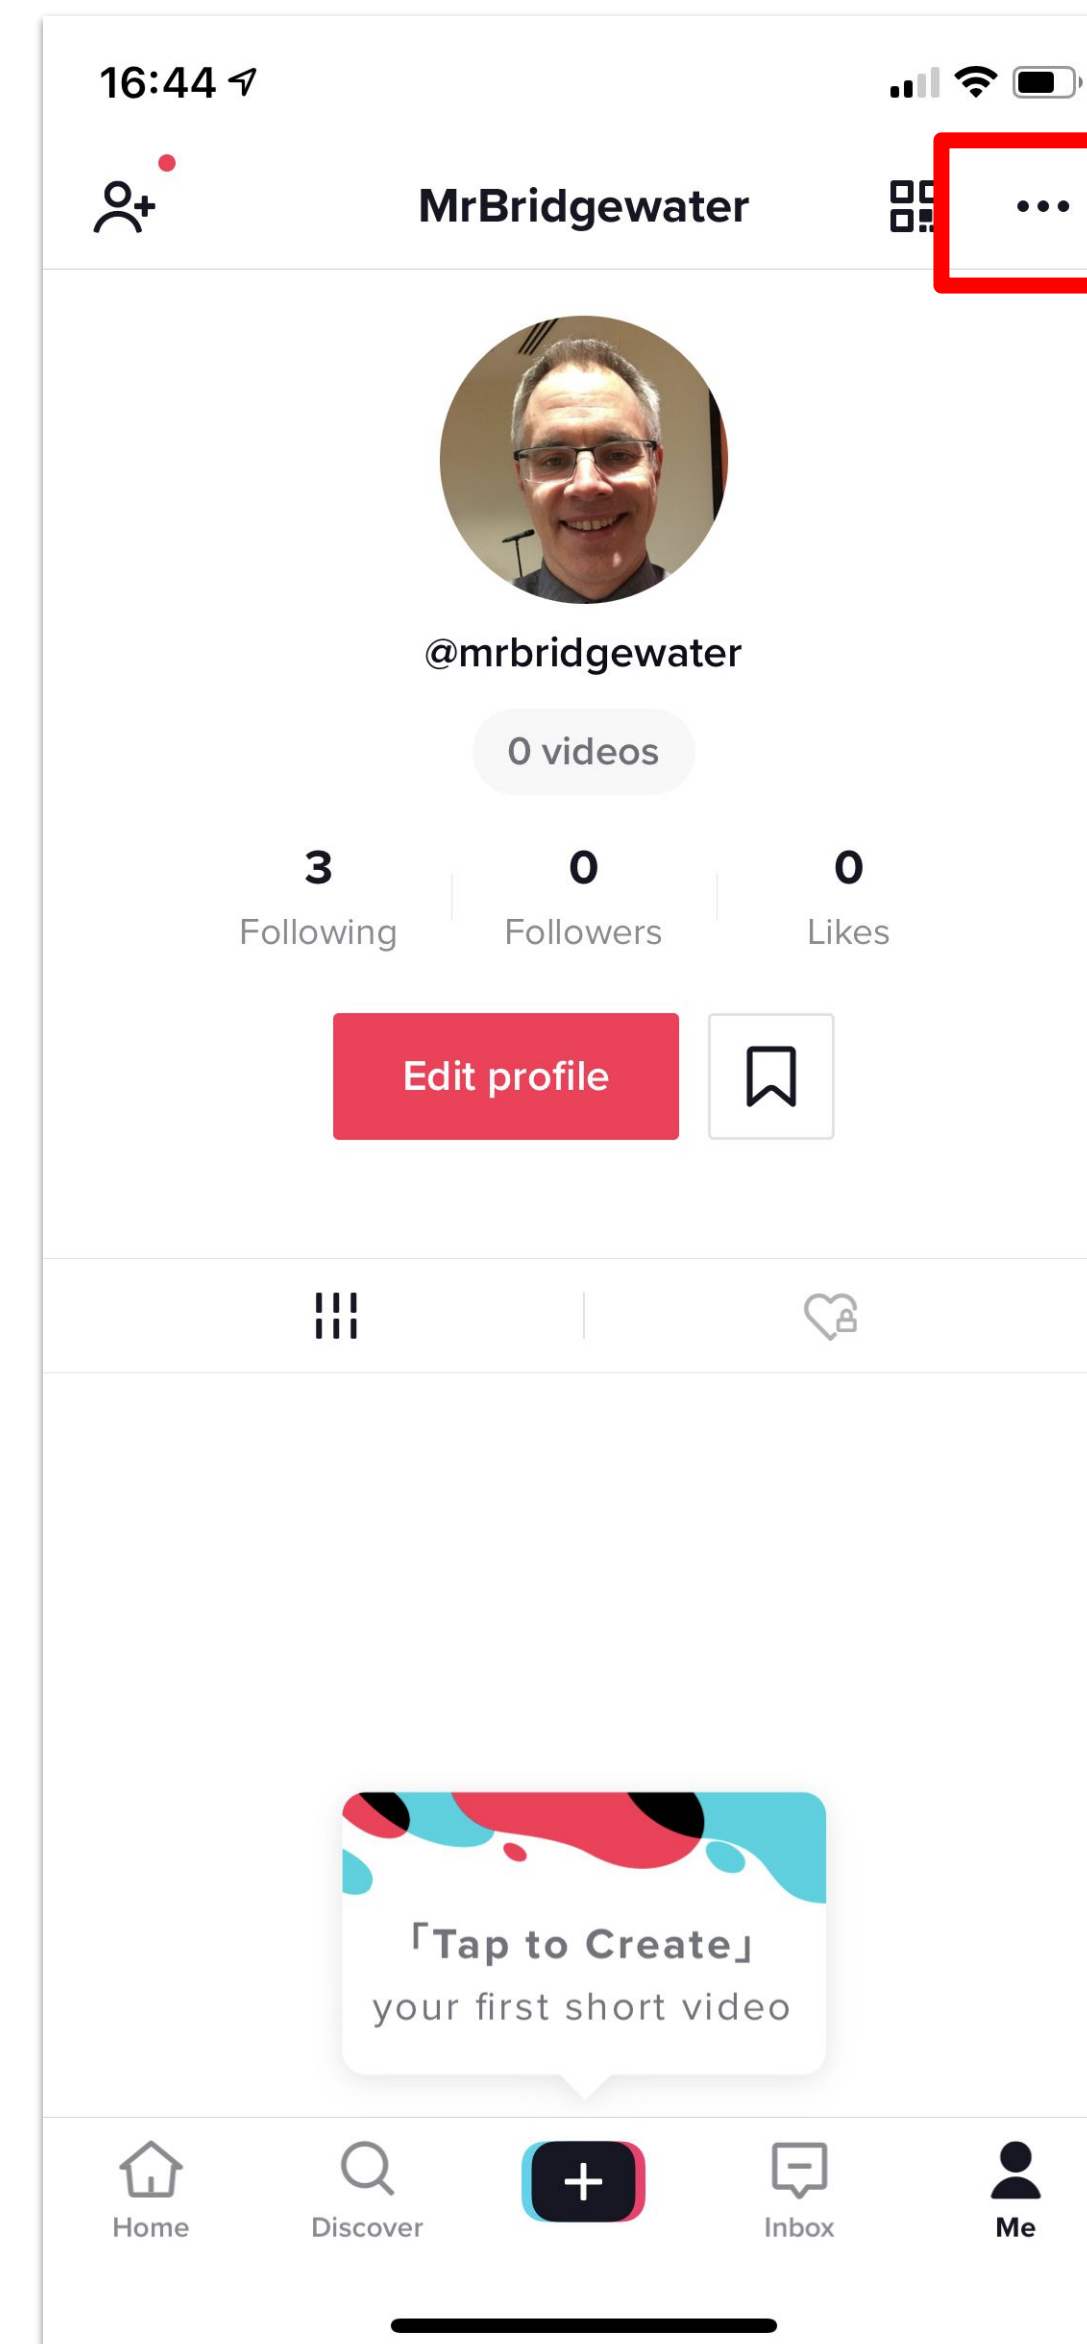 16:44
MrBridgewater
@mrbridgewater
0 videos
3 0 0
Following Followers Likes
Edit profile
「Tap to Create」
your first short video
Home Discover Inbox Me